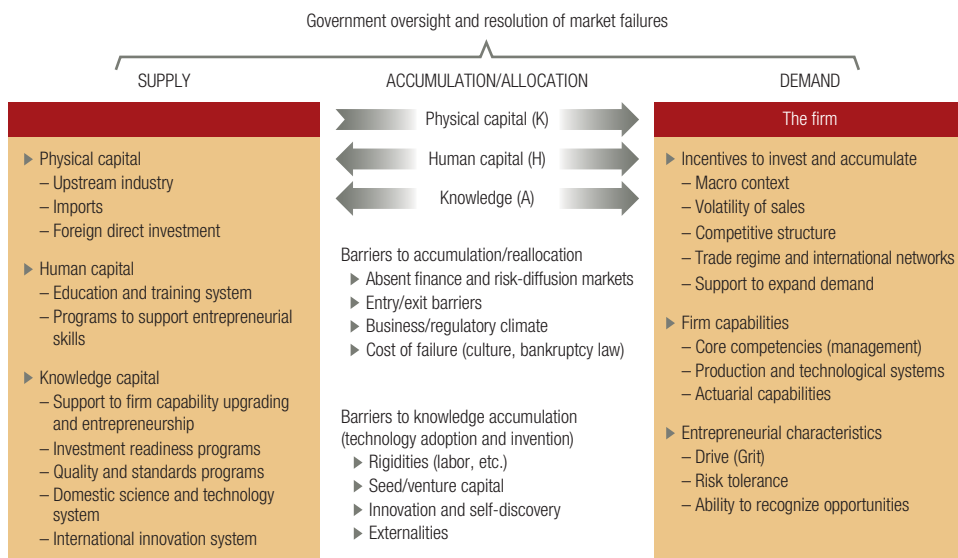 Government oversight and resolution of market failures
SUPPLY
Physical capital
– Upstream industry
– Imports
– Foreign direct investment
Human capital
– Education and training system
– Programs to support entrepreneurial
skills
Knowledge capital
– Support to firm capability upgrading
and entrepreneurship
– Investment readiness programs
– Quality and standards programs
– Domestic science and technology
system
– International innovation system
ACCUMULATION/ALLOCATION
Physical capital (K)
Human capital (H)
Knowledge (A)
Barriers to accumulation/reallocation
Absent finance and risk-diffusion markets
Entry/exit barriers
Business/regulatory climate
Cost of failure (culture, bankruptcy law)
Barriers to knowledge accumulation
(technology adoption and invention)
Rigidities (labor, etc.)
Seed/venture capital
Innovation and self-discovery
Externalities
DEMAND
The firm
Incentives to invest and accumulate
– Macro context
– Volatility of sales
– Competitive structure
– Trade regime and international networks
– Support to expand demand
Firm capabilities
– Core competencies (management)
– Production and technological systems
– Actuarial capabilities
Entrepreneurial characteristics
– Drive (Grit)
– Risk tolerance
– Ability to recognize opportunities